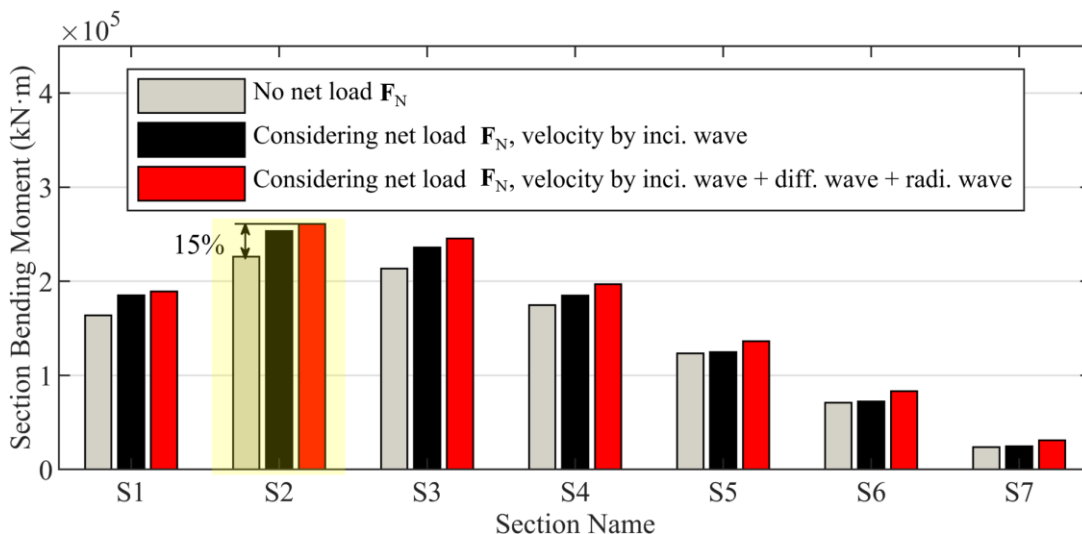 ×10⁵
Section Bending Moment (kN·m)
4
3
2
1
0
No net load F_N
Considering net load F_N, velocity by inci. wave
Considering net load F_N, velocity by inci. wave + diff. wave + radi. wave
15%
S1 S2 S3 S4 S5 S6 S7
Section Name